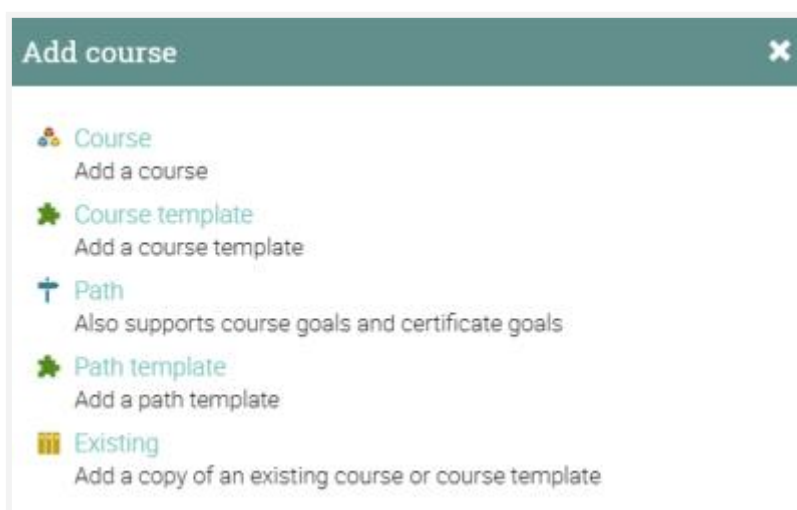 Add course
Course
Add a course
Course template
Add a course template
Path
Also supports course goals and certificate goals
Path template
Add a path template
Existing
Add a copy of an existing course or course template